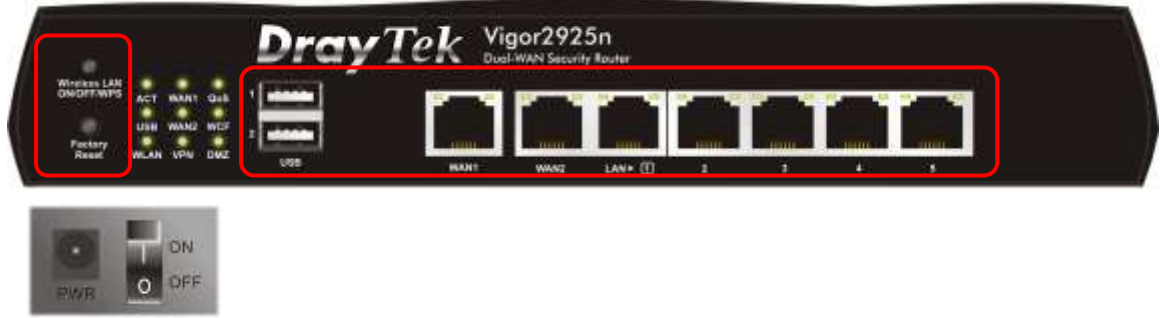 DrayTek Vigor2925n
Dual-WAN Security Router
Wireless LAN
ON/OFF/WPS
ACT WAN1 QoS
USB WAN2 WCF
WLAN VPN DMZ
Factory
Reset
1
2
USB
WAN1 WAN2 LAN 1 2 3 4 5
PWR
ON
OFF